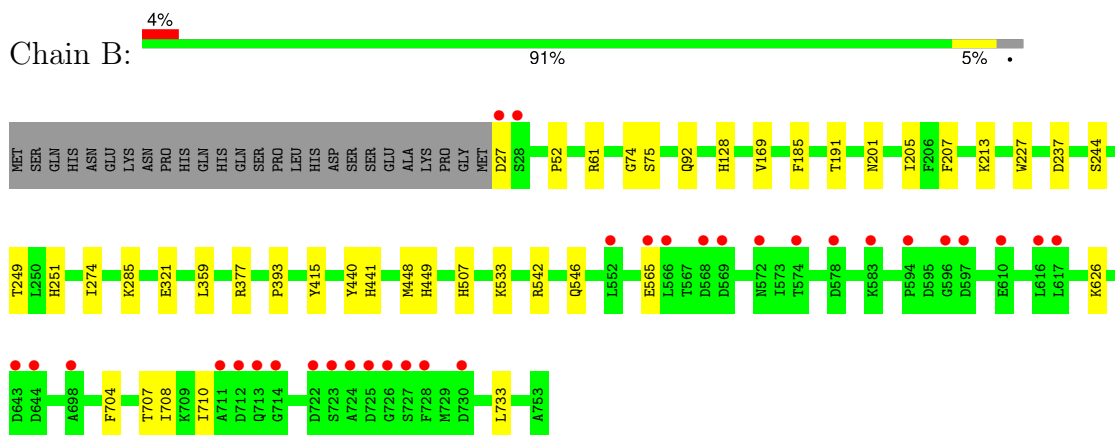 4%
Chain B:
91% 5% •
MET SER GLN HIS ASN GLU LYS ASN PRO HIS GLN HIS GLN SER PRO LEU HIS ASP SER SER GLU ALA LYS PRO GLY MET D27 S28 P52 R61 G74 S75 Q92 H128 V169 F185 T191 N201 I205 F206 F207 K213 W227 D237 S244
T249 L250 H251 I274 K285 E321 L359 R377 P393 Y415 Y440 H441 M448 H449 H507 K533 R542 Q546 L552 E565 L566 T567 D568 D569 N572 I573 T574 D578 K583 P594 D595 G596 D597 E610 L616 L617 K626
D643 D644 A698 F704 T707 I708 K709 I710 A711 D712 Q713 G714 D722 S723 A724 D725 G726 S727 F728 M729 D730 L733 A753